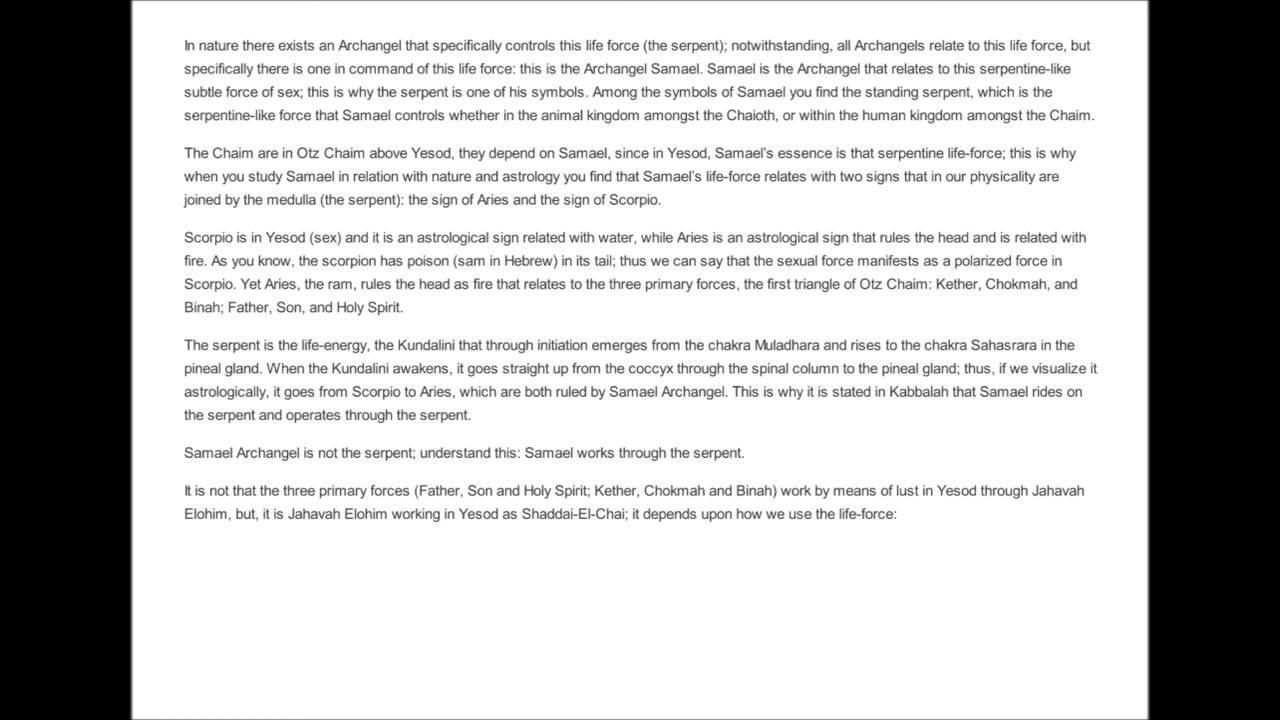 In nature there exists an Archangel that specifically controls this life force (the serpent); notwithstanding, all Archangels relate to this life force, but
specifically there is one in command of this life force: this is the Archangel Samael. Samael is the Archangel that relates to this serpentine-like
subtle force of sex; this is why the serpent is one of his symbols. Among the symbols of Samael you find the standing serpent, which is the
serpentine-like force that Samael controls whether in the animal kingdom amongst the Chaioth, or within the human kingdom amongst the Chaim.
The Chaim are in Otz Chaim above Yesod, they depend on Samael, since in Yesod, Samael's essence is that serpentine life-force; this is why
when you study Samael in relation with nature and astrology you find that Samael's life-force relates with two signs that in our physicality are
joined by the medulla (the serpent): the sign of Aries and the sign of Scorpio.
Scorpio is in Yesod (sex) and it is an astrological sign related with water, while Aries is an astrological sign that rules the head and is related with
fire. As you know, the scorpion has poison (sam in Hebrew) in its tail; thus we can say that the sexual force manifests as a polarized force in
Scorpio. Yet Aries, the ram, rules the head as fire that relates to the three primary forces, the first triangle of Otz Chaim: Kether, Chokmah, and
Binah; Father, Son, and Holy Spirit.
The serpent is the life-energy, the Kundalini that through initiation emerges from the chakra Muladhara and rises to the chakra Sahasrara in the
pineal gland. When the Kundalini awakens, it goes straight up from the coccyx through the spinal column to the pineal gland; thus, if we visualize it
astrologically, it goes from Scorpio to Aries, which are both ruled by Samael Archangel. This is why it is stated in Kabbalah that Samael rides on
the serpent and operates through the serpent.
Samael Archangel is not the serpent; understand this: Samael works through the serpent.
It is not that the three primary forces (Father, Son and Holy Spirit; Kether, Chokmah and Binah) work by means of lust in Yesod through Jahavah
Elohim, but, it is Jahavah Elohim working in Yesod as Shaddai-El-Chai; it depends upon how we use the life-force: